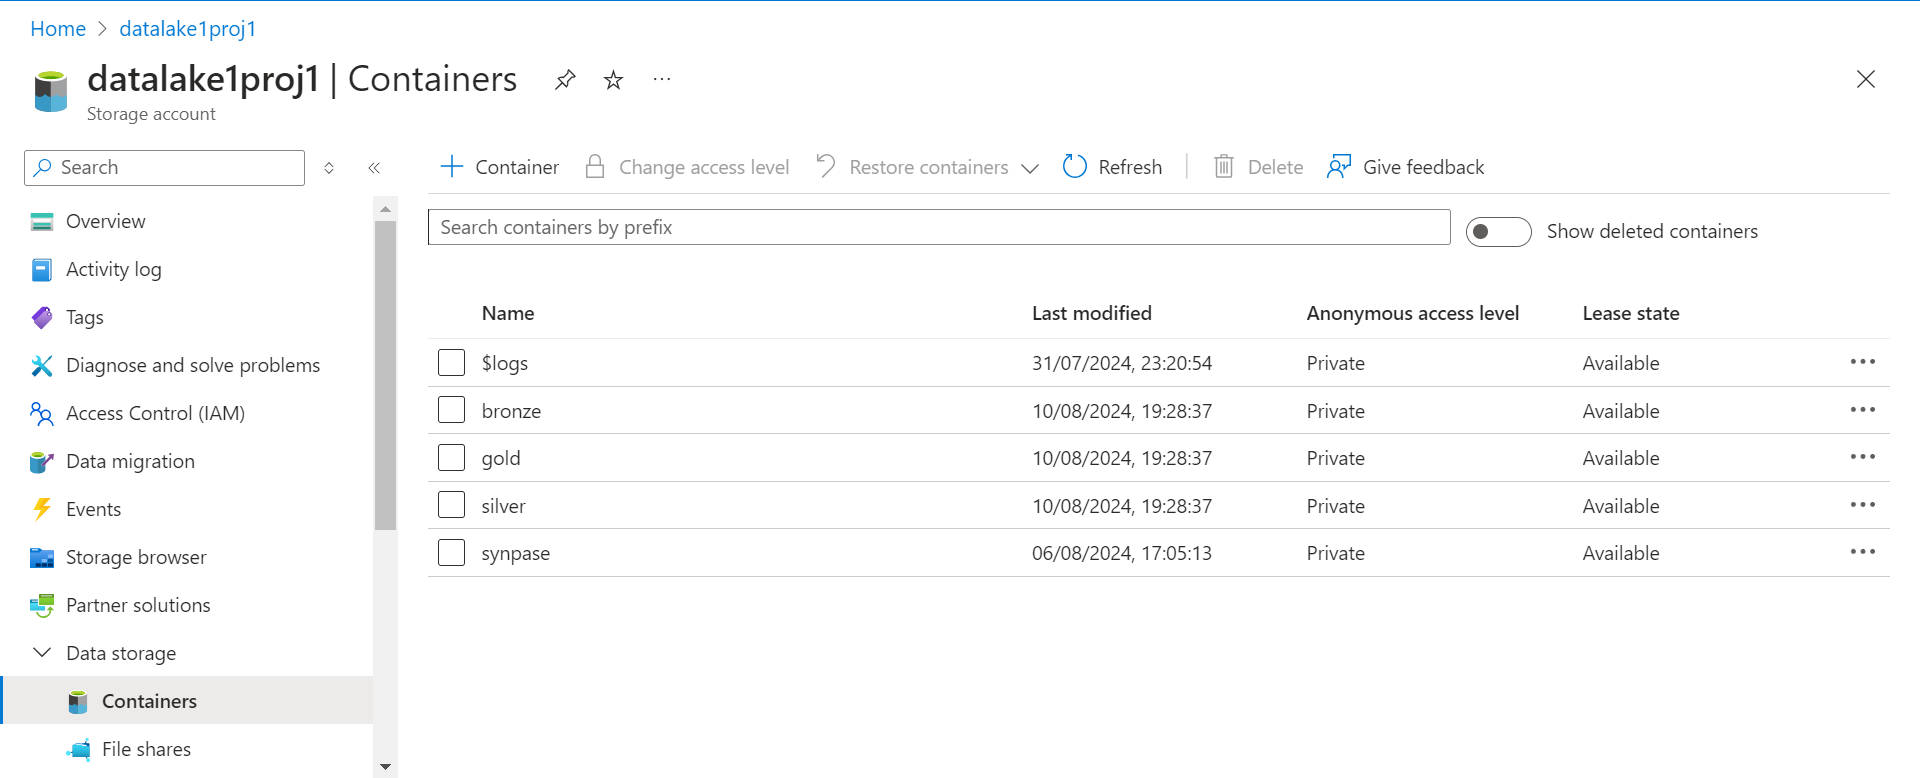 Home > datalake1proj1
datalake1proj1 | Containers
Storage account
Search
Overview
Activity log
Tags
Diagnose and solve problems
Access Control (IAM)
Data migration
Events
Storage browser
Partner solutions
Data storage
Containers
File shares
Container Change access level Restore containers Refresh Delete Give feedback
Search containers by prefix
Show deleted containers
Name Last modified Anonymous access level Lease state
$logs 31/07/2024, 23:20:54 Private Available
bronze 10/08/2024, 19:28:37 Private Available
gold 10/08/2024, 19:28:37 Private Available
silver 10/08/2024, 19:28:37 Private Available
synpase 06/08/2024, 17:05:13 Private Available